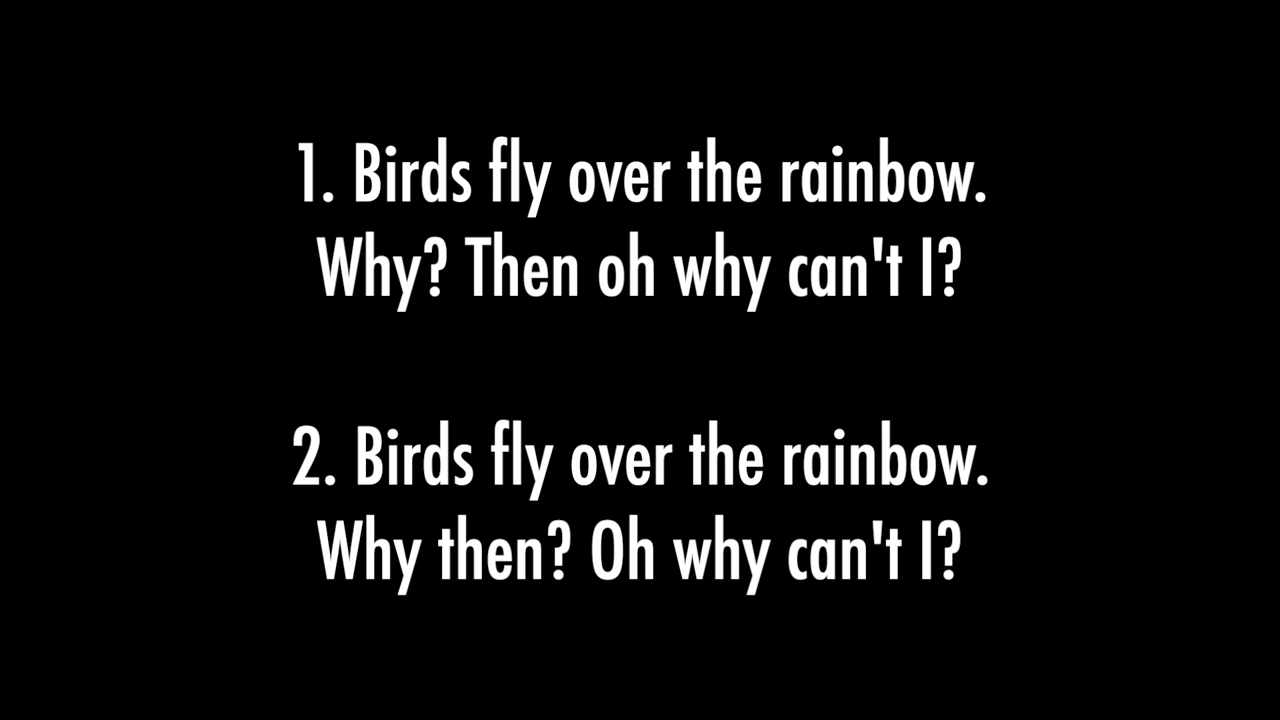 1. Birds fly over the rainbow.
Why? Then oh why can't I?
2. Birds fly over the rainbow.
Why then? Oh why can't I?